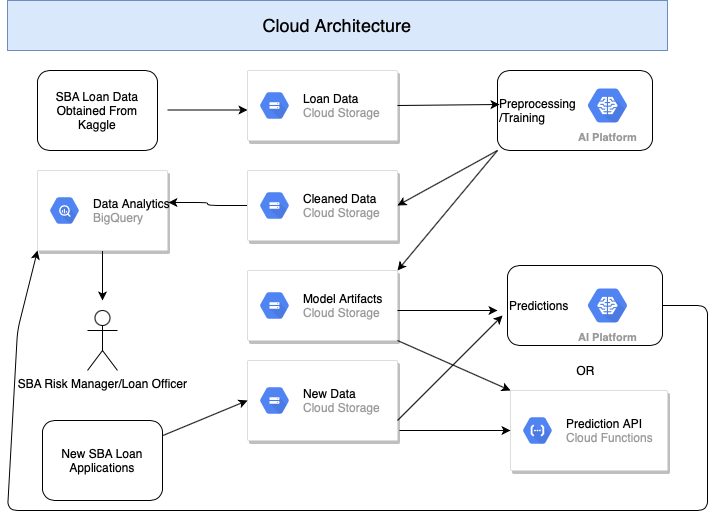 Cloud Architecture
SBA Loan Data
Obtained From
Kaggle
Loan Data
Cloud Storage
Preprocessing
/Training
AI Platform
Data Analytics
BigQuery
Cleaned Data
Cloud Storage
Model Artifacts
Cloud Storage
Predictions
AI Platform
SBA Risk Manager/Loan Officer
OR
New Data
Cloud Storage
Prediction API
Cloud Functions
New SBA Loan
Applications